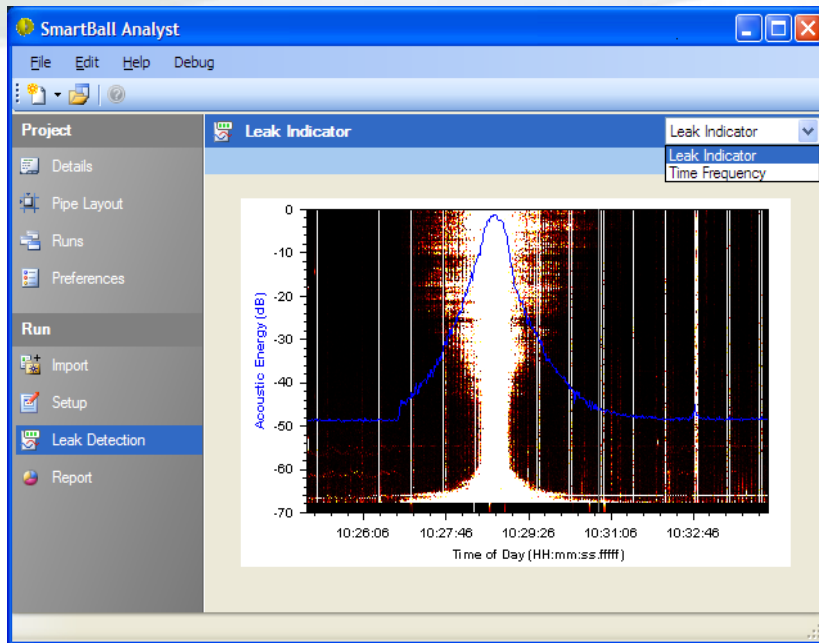 SmartBall Analyst
File Edit Help Debug
Project
Details
Pipe Layout
Runs
Preferences
Run
Import
Setup
Leak Detection
Report
Leak Indicator
Leak Indicator
Leak Indicator
Time Frequency
Acoustic Energy (dB)
0
-10
-20
-30
-40
-50
-60
-70
10:26:06 10:27:46 10:29:26 10:31:06 10:32:46
Time of Day (HH:mm:ss.fffff)